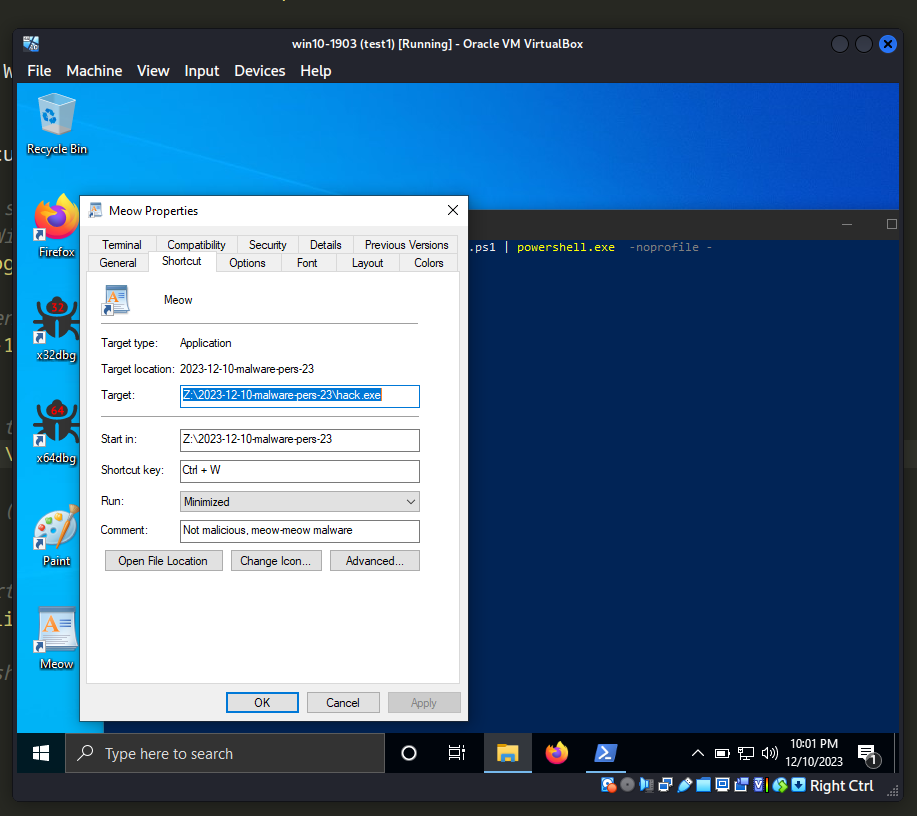 win10-1903 (test1) [Running] - Oracle VM VirtualBox
File Machine View Input Devices Help
Recycle Bin
Firefox
32
x32dbg
64
x64dbg
Paint
Meow
.ps1 | powershell.exe -noprofile -
Meow Properties
Terminal Compatibility Security Details Previous Versions
General Shortcut Options Font Layout Colors
Meow
Target type: Application
Target location: 2023-12-10-malware-pers-23
Target: Z:\2023-12-10-malware-pers-23\hack.exe
Start in: Z:\2023-12-10-malware-pers-23
Shortcut key: Ctrl + W
Run: Minimized
Comment: Not malicious, meow-meow malware
Open File Location Change Icon... Advanced...
OK Cancel Apply
Type here to search
10:01 PM
12/10/2023
1
Right Ctrl